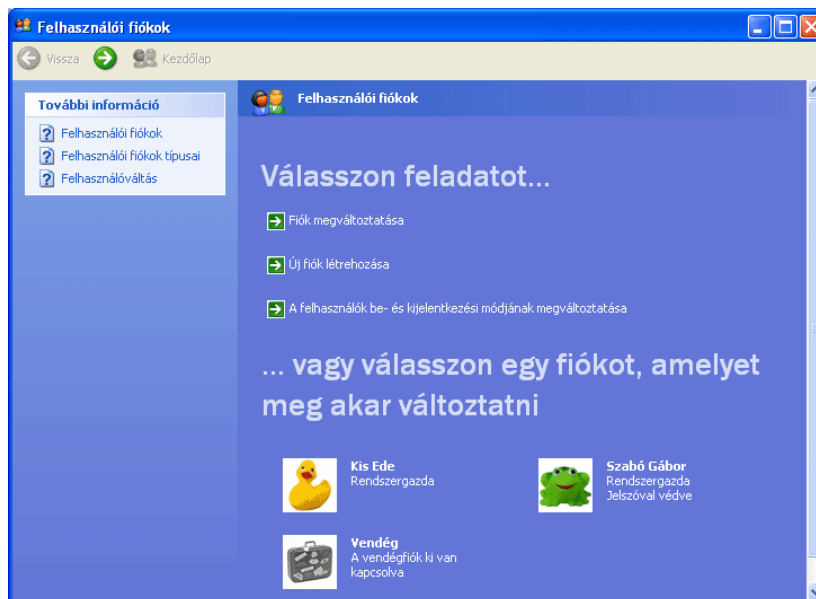 Felhasználói fiókok
Vissza
Kezdőlap
További információ
Felhasználói fiókok
Felhasználói fiókok típusai
Felhasználóváltás
Felhasználói fiókok
Válasszon feladatot...
Fiók megváltoztatása
Új fiók létrehozása
A felhasználók be- és kijelentkezési módjának megváltoztatása
... vagy válasszon egy fiókot, amelyet
meg akar változtatni
Kis Ede
Rendszergazda
Szabó Gábor
Rendszergazda
Jelszóval védve
Vendég
A vendégfiók ki van
kapcsolva